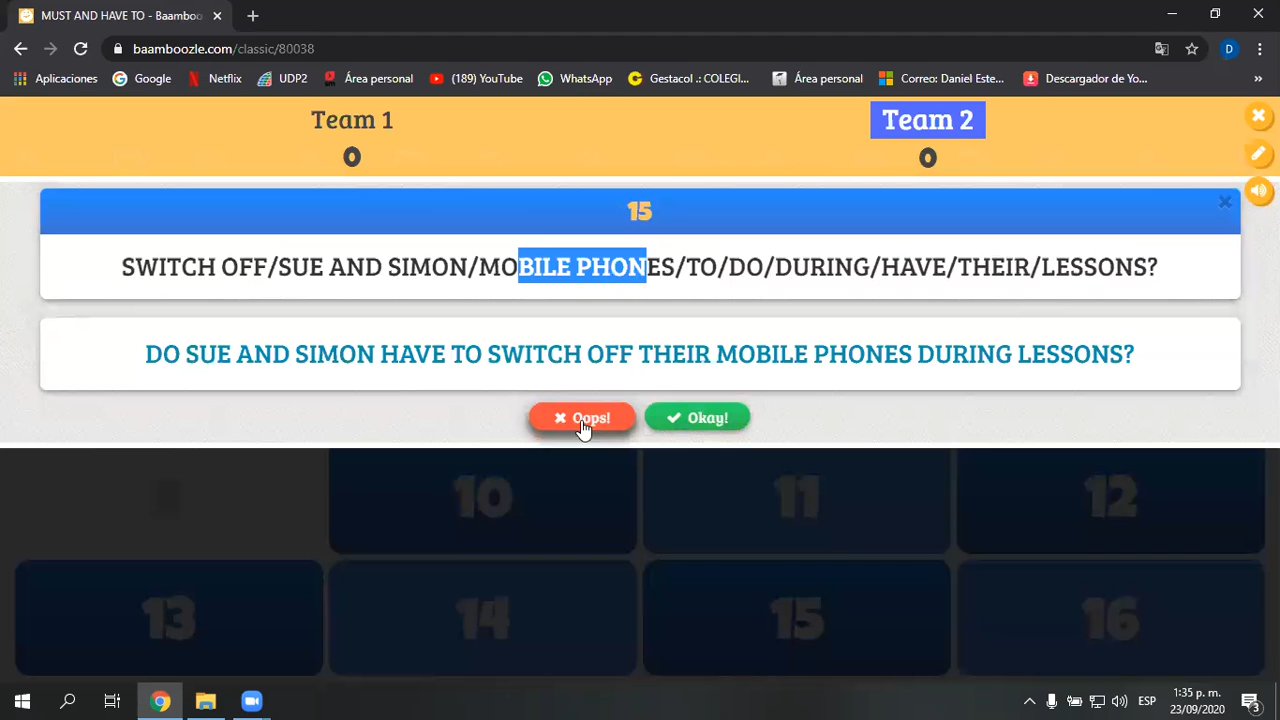 MUST AND HAVE TO - Baamboo
baamboozle.com/classic/80038
D
Aplicaciones
Google
Netflix
UDP2
Área personal
(189) YouTube
WhatsApp
Gestacol .: COLEGI...
Área personal
Correo: Daniel Este...
Descargador de Yo...
»
Team 1
Team 2
0
0
15
SWITCH OFF/SUE AND SIMON/MOBILE PHONES/TO/DO/DURING/HAVE/THEIR/LESSONS?
DO SUE AND SIMON HAVE TO SWITCH OFF THEIR MOBILE PHONES DURING LESSONS?
Oops!
Okay!
10
11
12
13
14
15
16
ESP
1:35 p. m.
23/09/2020
3